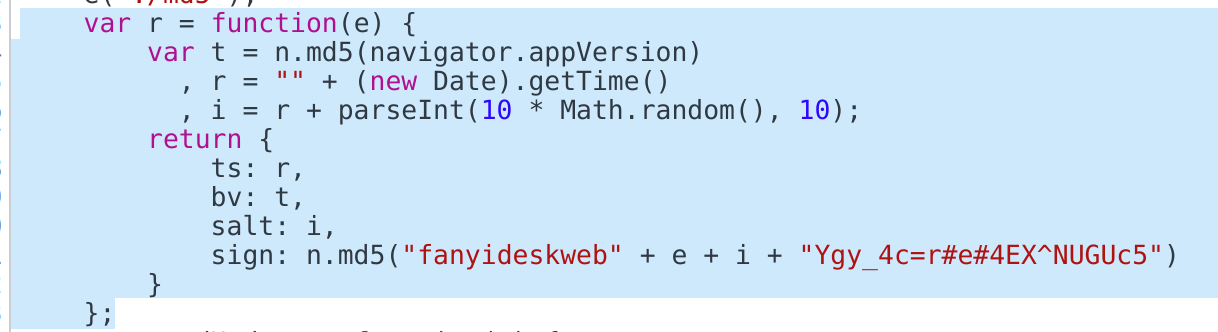 var r = function(e) {
var t = n.md5(navigator.appVersion)
, r = "" + (new Date).getTime()
, i = r + parseInt(10 * Math.random(), 10);
return {
ts: r,
bv: t,
salt: i,
sign: n.md5("fanyideskweb" + e + i + "Ygy_4c=r#e#4EX^NUGUc5")
}
};